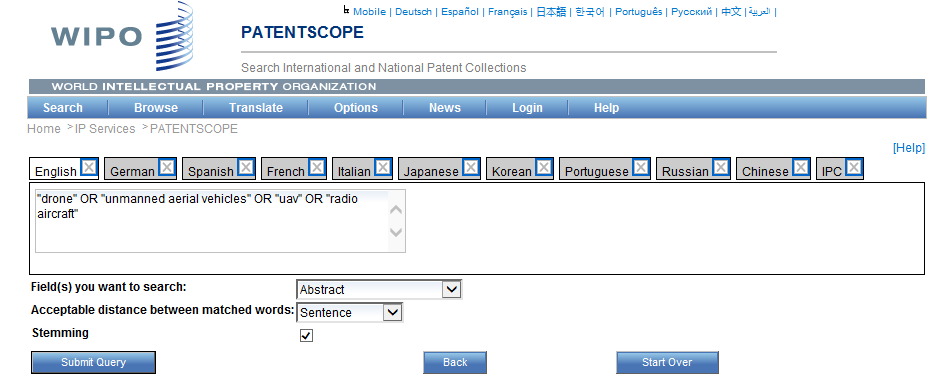 Mobile | Deutsch | Español | Français | 日本語 | 한국어 | Português | Русский | 中文 | العربية |
WIPO
PATENTSCOPE
Search International and National Patent Collections
WORLD INTELLECTUAL PROPERTY ORGANIZATION
Search Browse Translate Options News Login Help
Home > IP Services > PATENTSCOPE
[Help]
English German Spanish French Italian Japanese Korean Portuguese Russian Chinese IPC
"drone" OR "unmanned aerial vehicles" OR "uav" OR "radio
aircraft"
Field(s) you want to search: Abstract
Acceptable distance between matched words: Sentence
Stemming
Submit Query Back Start Over